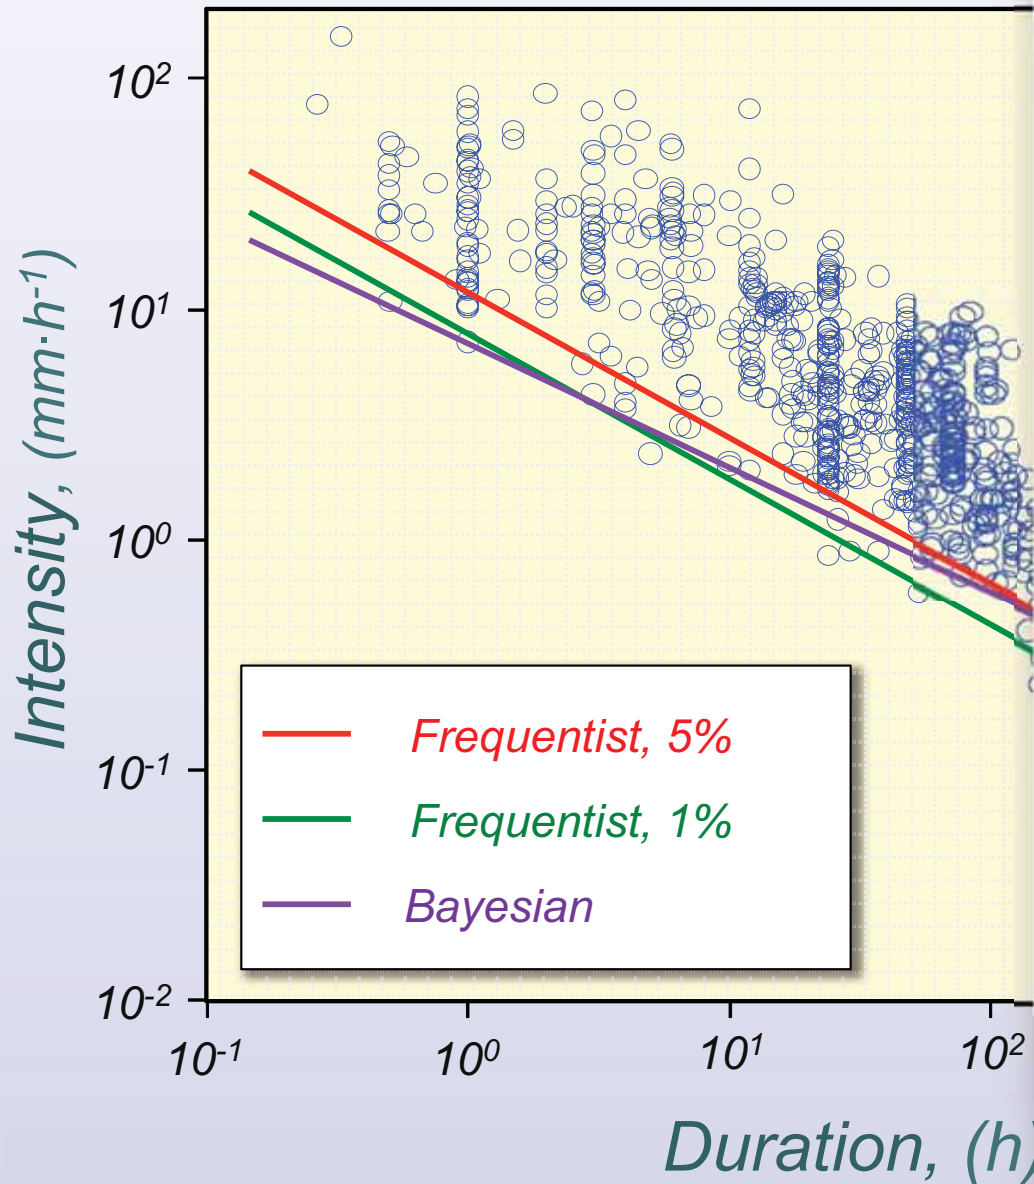 10²
10¹
10⁰
10⁻¹
10⁻²
Intensity, (mm·h⁻¹)
Frequentist, 5%
Frequentist, 1%
Bayesian
10⁻¹ 10⁰ 10¹ 10²
Duration, (h)